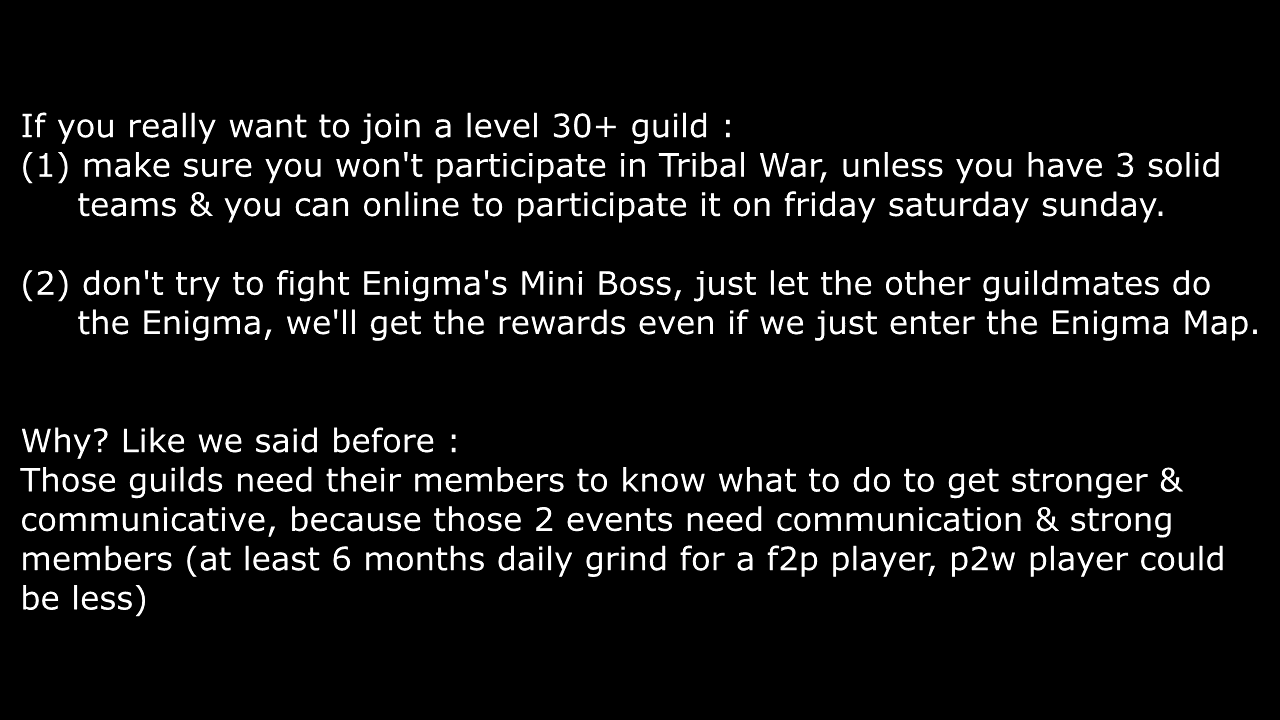 If you really want to join a level 30+ guild :
(1) make sure you won't participate in Tribal War, unless you have 3 solid
teams & you can online to participate it on friday saturday sunday.
(2) don't try to fight Enigma's Mini Boss, just let the other guildmates do
the Enigma, we'll get the rewards even if we just enter the Enigma Map.
Why? Like we said before :
Those guilds need their members to know what to do to get stronger &
communicative, because those 2 events need communication & strong
members (at least 6 months daily grind for a f2p player, p2w player could
be less)